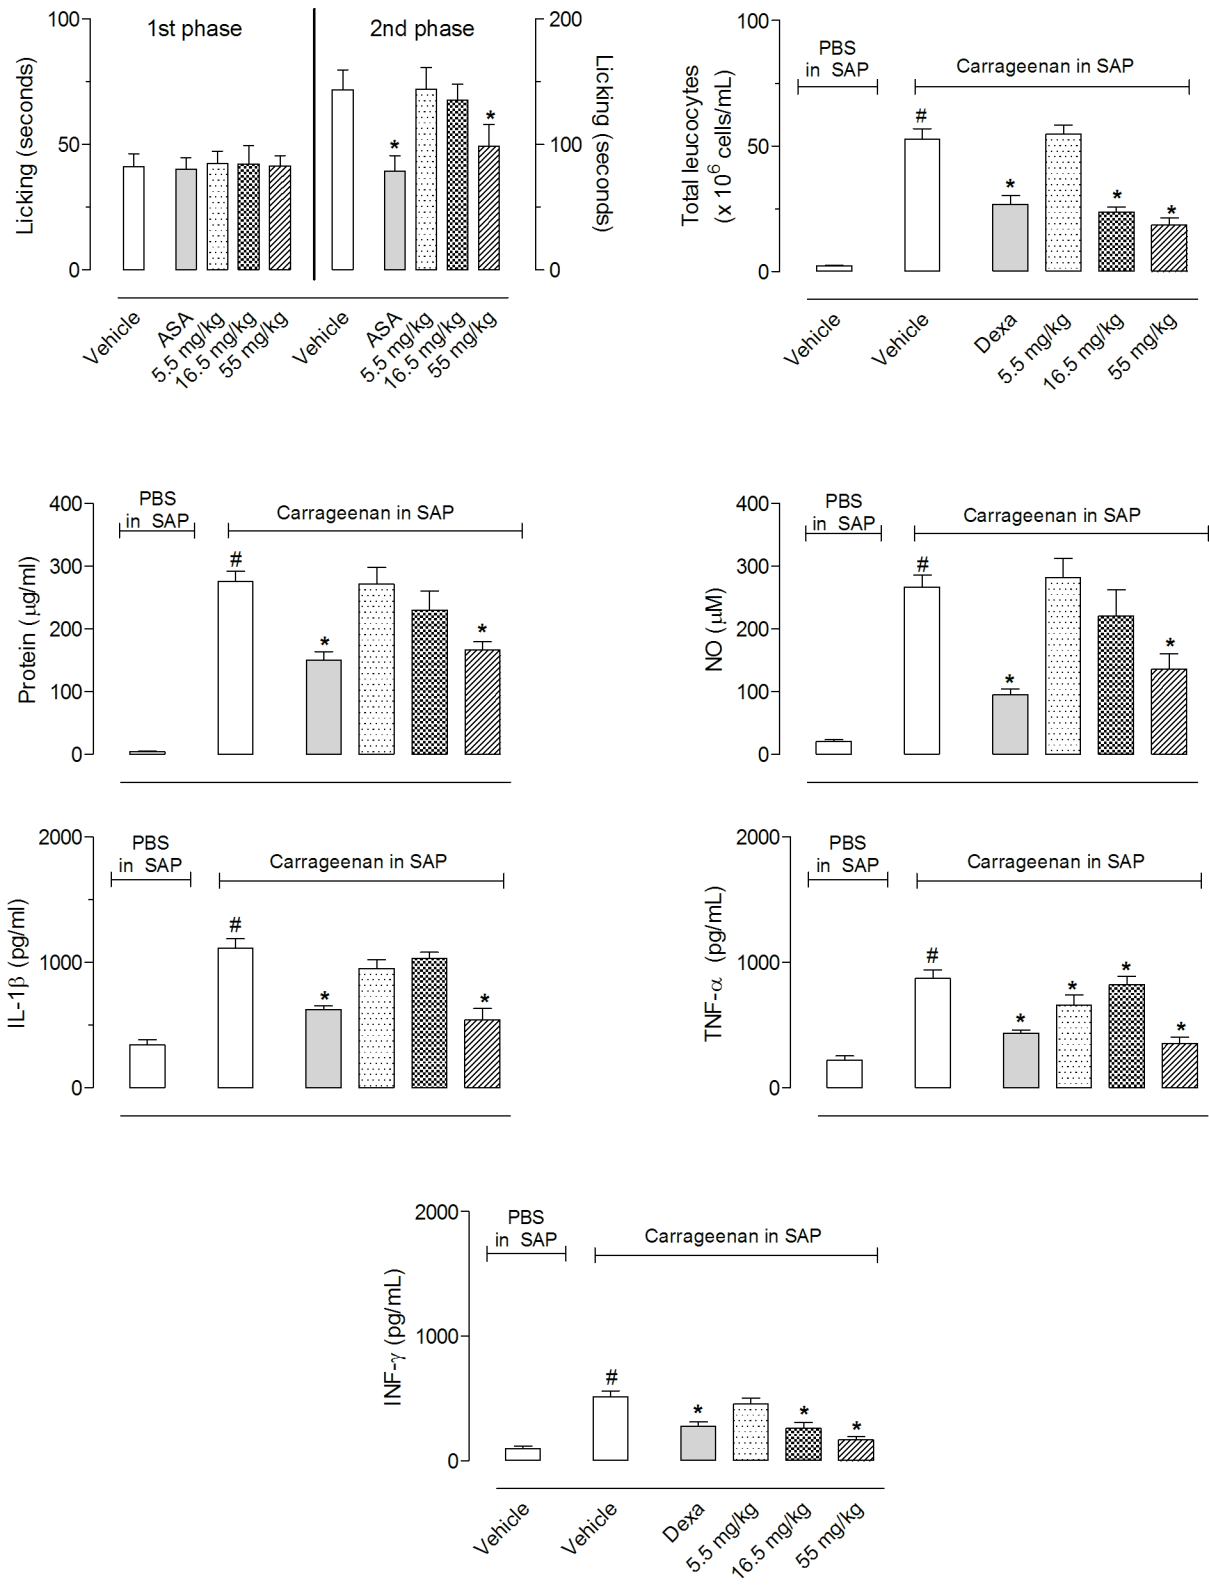 1st phase
2nd phase
Licking (seconds)
100
50
0
200
100
0
Licking
(seconds)
Vehicle
ASA
5.5 mg/kg
16.5 mg/kg
55 mg/kg
Vehicle
ASA
5.5 mg/kg
16.5 mg/kg
55 mg/kg
*
*
Total leucocytes
(x 10⁶ cells/mL)
100
50
0
PBS
in SAP
Carrageenan in SAP
#
*
*
*
Vehicle
Vehicle
Dexa
5.5 mg/kg
16.5 mg/kg
55 mg/kg
Protein (μg/ml)
400
300
200
100
0
PBS
in SAP
Carrageenan in SAP
#
*
*
NO (μM)
400
300
200
100
0
PBS
in SAP
Carrageenan in SAP
#
*
*
IL-1β (pg/ml)
2000
1000
0
PBS
in SAP
Carrageenan in SAP
#
*
*
TNF-α (pg/mL)
2000
1000
0
PBS
in SAP
Carrageenan in SAP
#
*
*
*
*
INF-γ (pg/mL)
2000
1000
0
PBS
in SAP
Carrageenan in SAP
#
*
*
*
Vehicle
Vehicle
Dexa
5.5 mg/kg
16.5 mg/kg
55 mg/kg